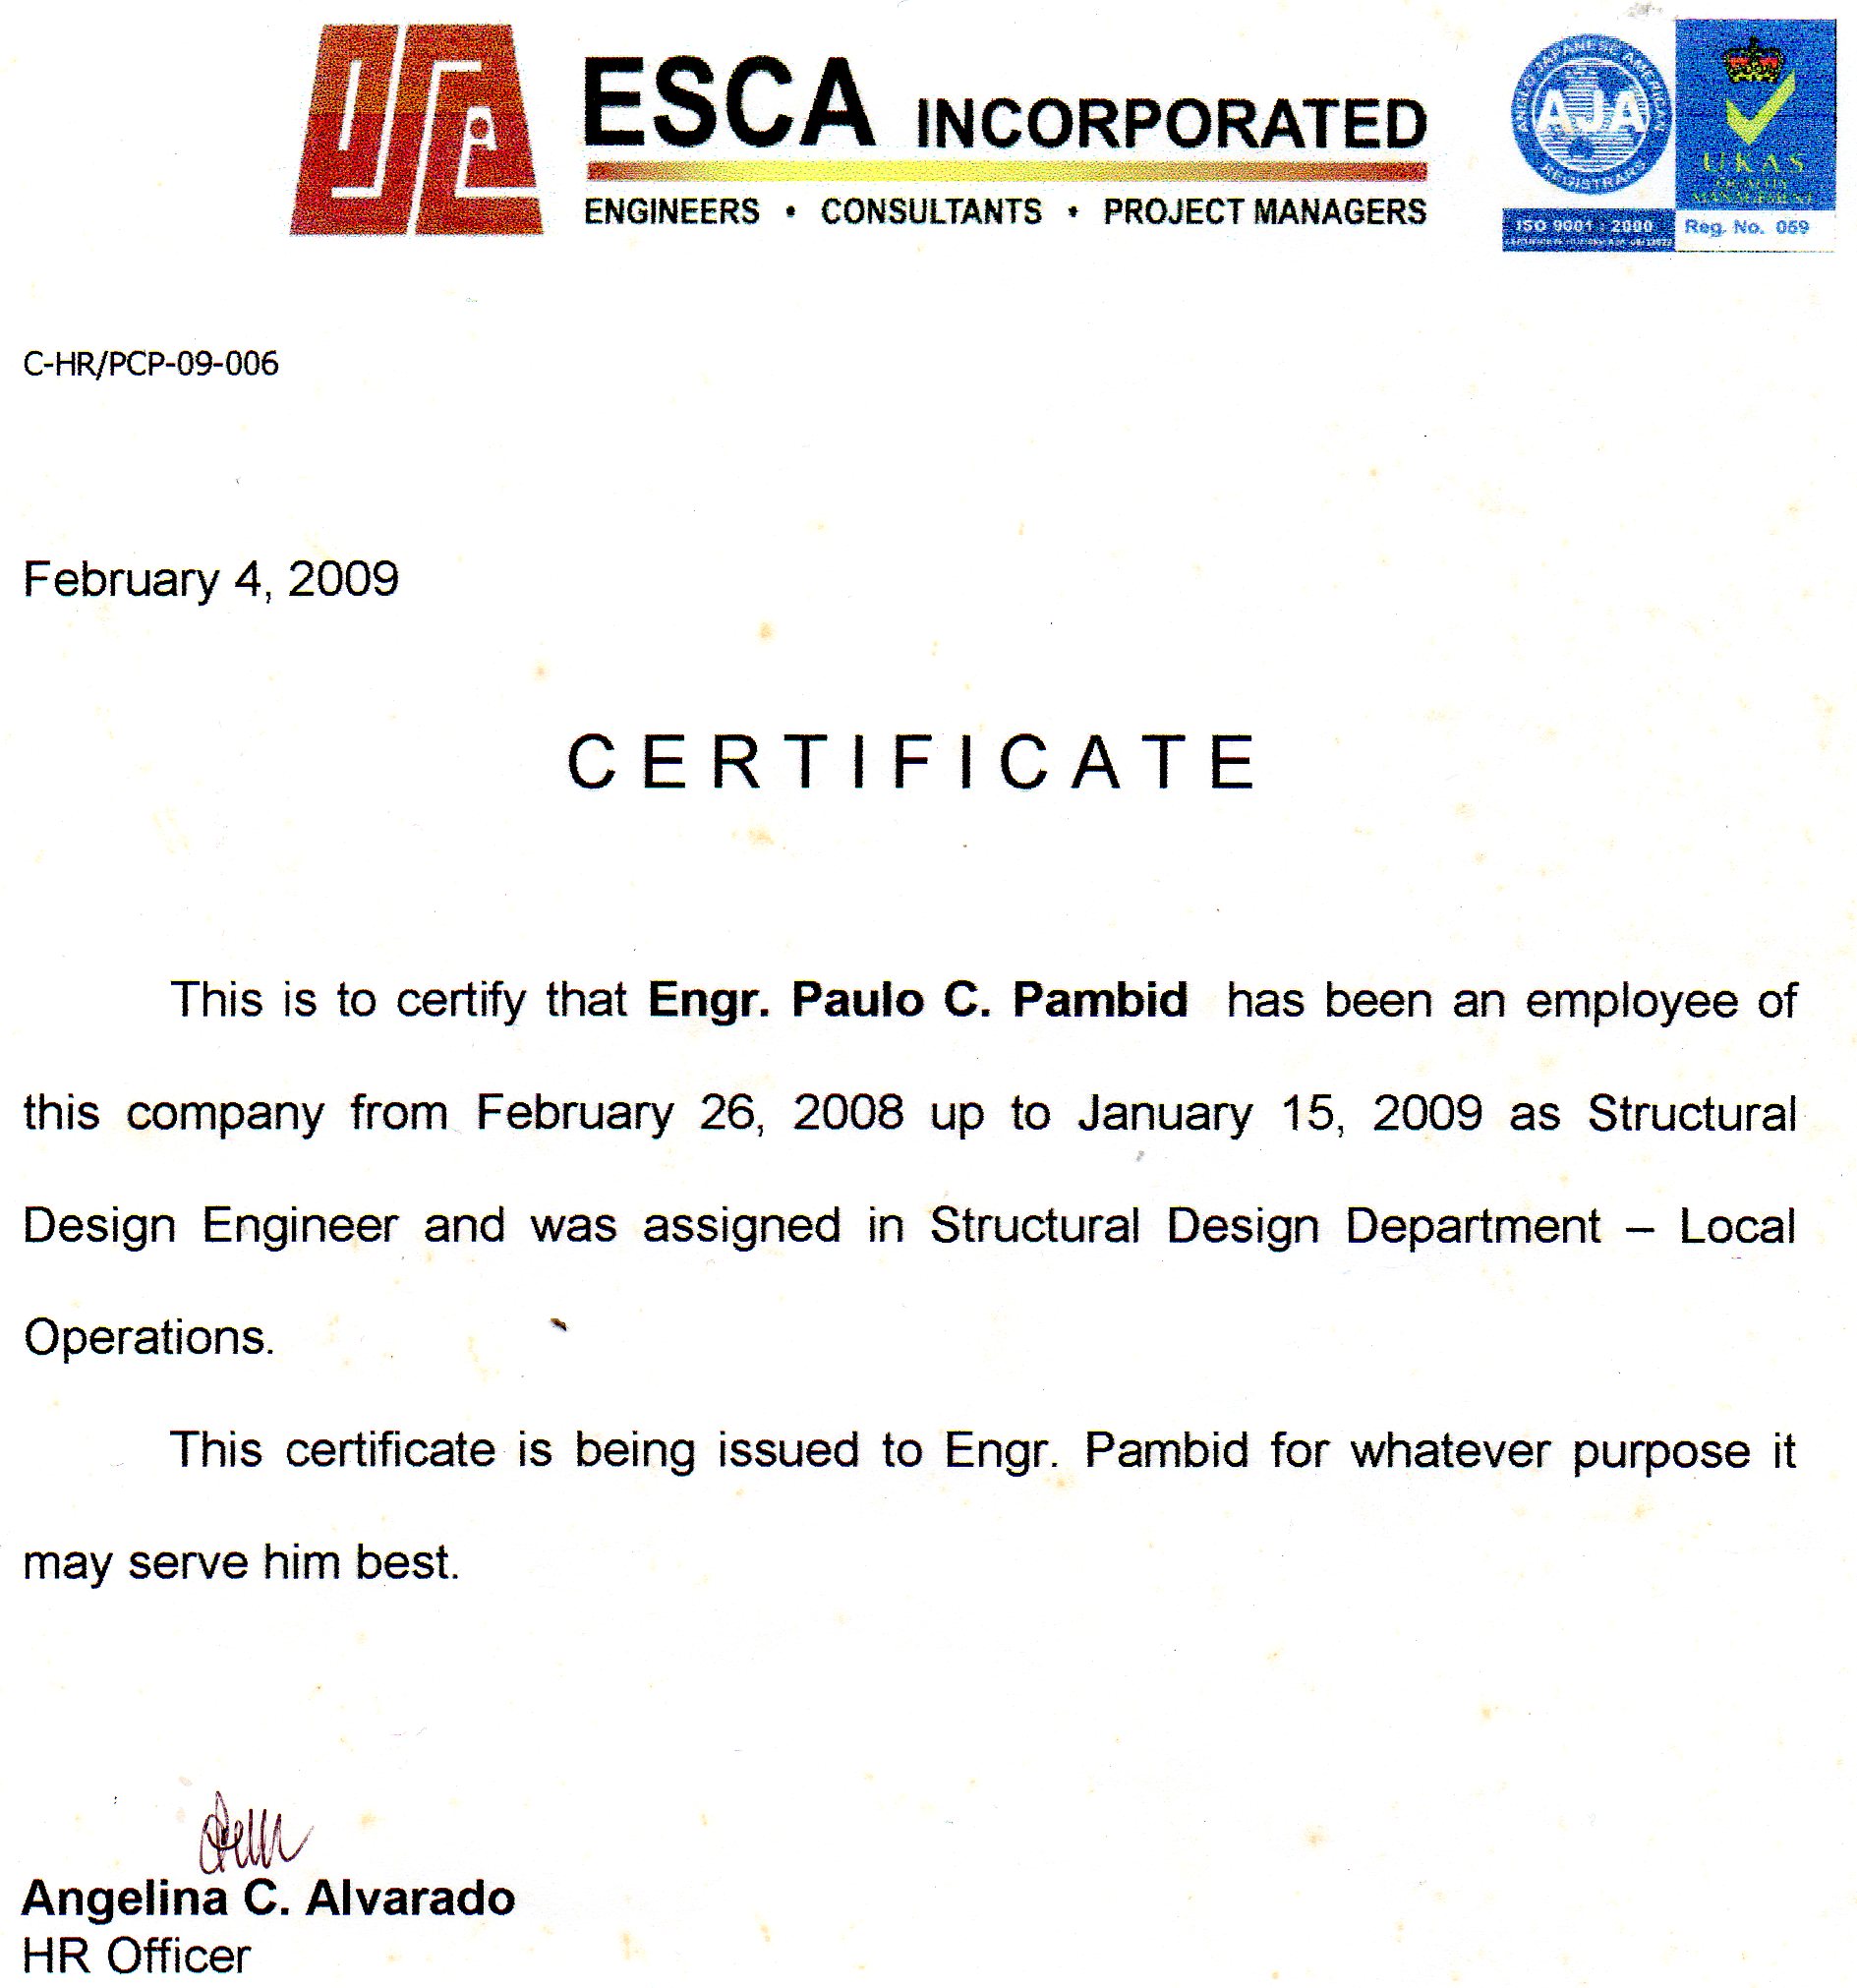 ESCA INCORPORATED
ENGINEERS • CONSULTANTS • PROJECT MANAGERS
ANGLO JAPANESE AMERICAN
AJA
REGISTRARS
ISO 9001 : 2000
UKAS
QUALITY
MANAGEMENT
Reg. No. 059
C-HR/PCP-09-006
February 4, 2009
CERTIFICATE
This is to certify that Engr. Paulo C. Pambid has been an employee of
this company from February 26, 2008 up to January 15, 2009 as Structural
Design Engineer and was assigned in Structural Design Department – Local
Operations.
This certificate is being issued to Engr. Pambid for whatever purpose it
may serve him best.
Angelina C. Alvarado
HR Officer